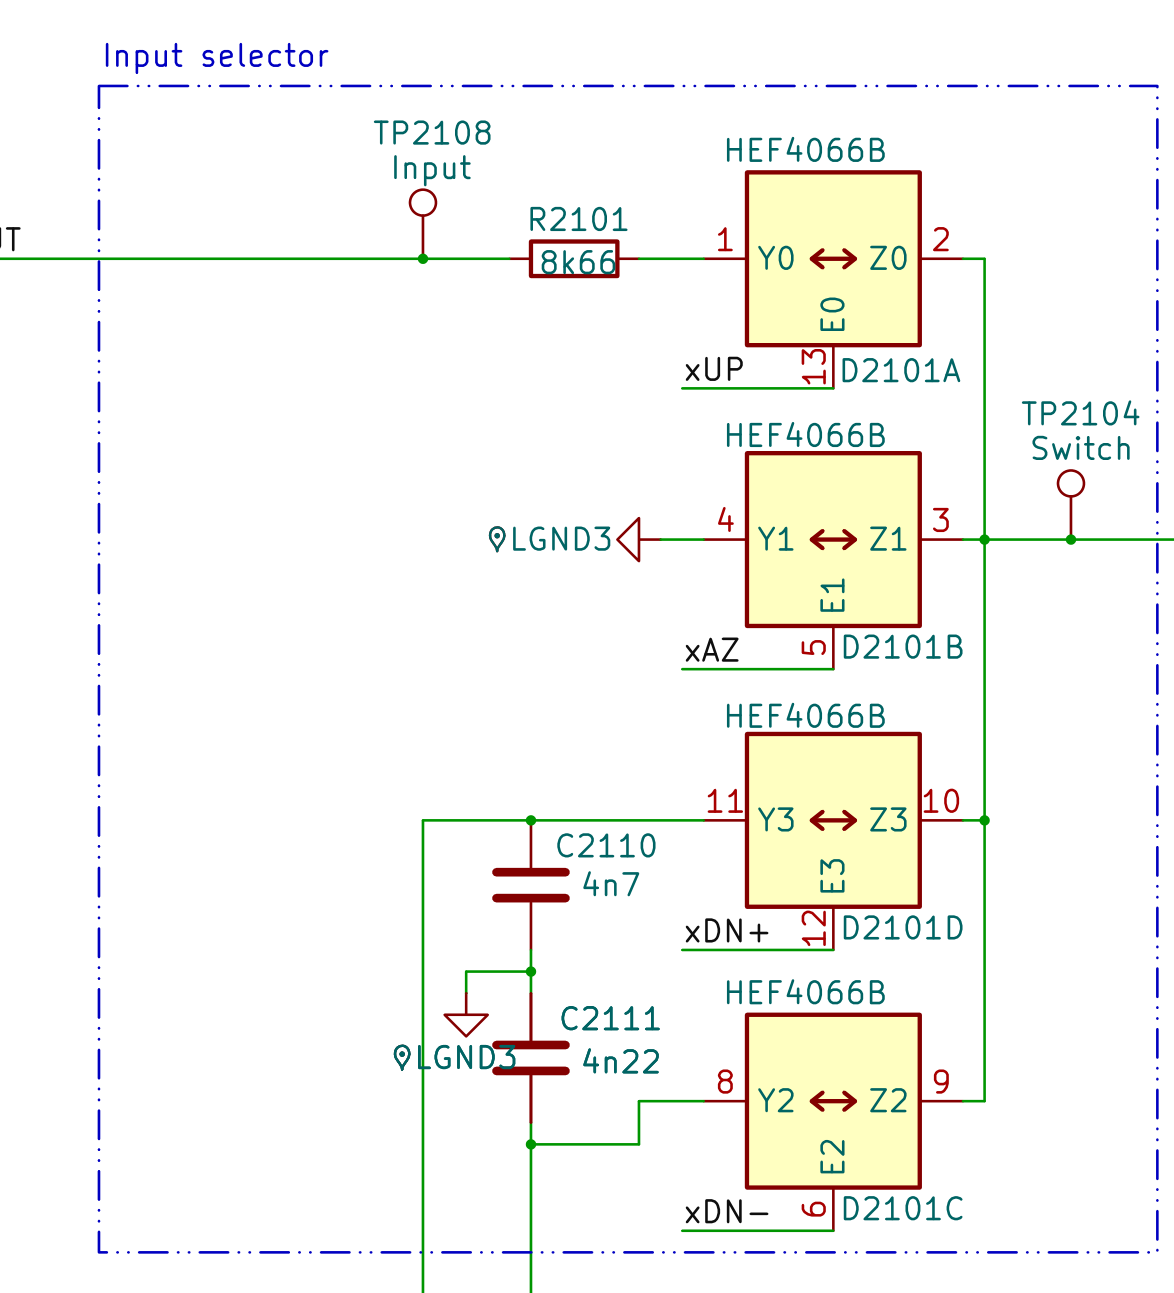 Input selector
TP2108
Input
HEF4066B
R2101
8k66
1
Y0
Z0
2
E0
13
xUP
D2101A
TP2104
Switch
HEF4066B
LGND3
4
Y1
Z1
3
E1
5
xAZ
D2101B
HEF4066B
11
Y3
Z3
10
C2110
4n7
E3
12
xDN+
D2101D
HEF4066B
C2111
4n22
LGND3
8
Y2
Z2
9
E2
6
xDN-
D2101C